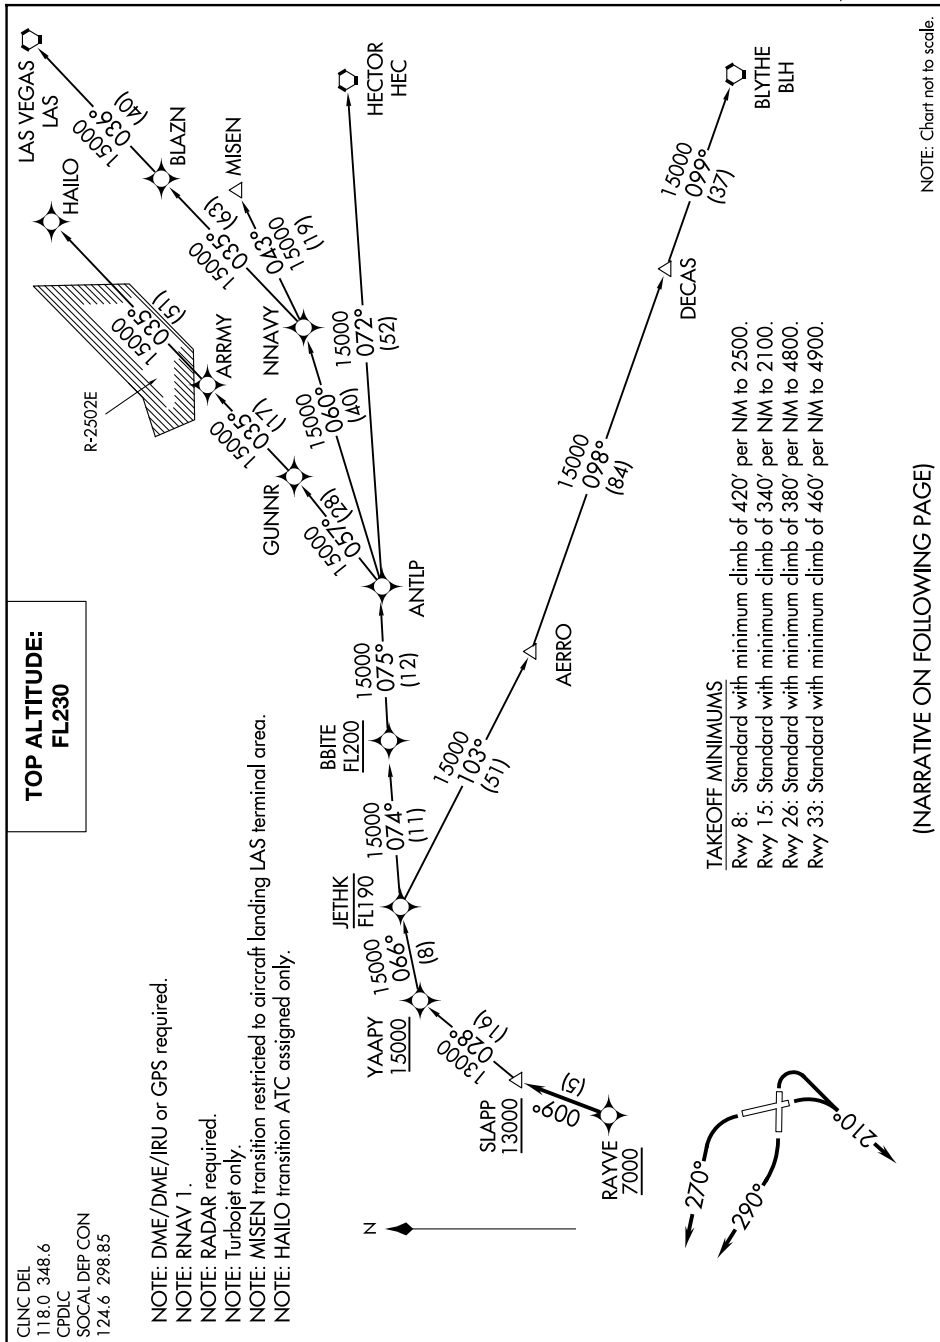 CLNC DEL
118.0 348.6
CPDLC
SOCAL DEP CON
124.6 298.85
TOP ALTITUDE:
FL230
NOTE: DME/DME/IRU or GPS required.
NOTE: RNAV 1.
NOTE: RADAR required.
NOTE: Turbojet only.
NOTE: MISEN transition restricted to aircraft landing LAS terminal area.
NOTE: HAILO transition ATC assigned only.
LAS VEGAS
LAS
15000
036°
(40)
HAILO
BLAZN
15000
035°
(51)
R-2502E
MISEN
15000
035°
(63)
043°
15000
(19)
ARRMY
NNAVY
15000
035°
(17)
GUNNR
15000
057°
(28)
15000
060°
(40)
HECTOR
HEC
15000
072°
(52)
ANTLP
15000
075°
(12)
BBITE
FL200
15000
074°
(11)
JETHK
FL190
15000
066°
(8)
YAAPY
15000
13000
028°
(16)
SLAPP
13000
009°
(5)
RAYVE
7000
15000
103°
(51)
AERRO
15000
098°
(84)
DECAS
15000
099°
(37)
BLYTHE
BLH
N
270°
290°
210°
TAKEOFF MINIMUMS
Rwy 8: Standard with minimum climb of 420' per NM to 2500.
Rwy 15: Standard with minimum climb of 340' per NM to 2100.
Rwy 26: Standard with minimum climb of 380' per NM to 4800.
Rwy 33: Standard with minimum climb of 460' per NM to 4900.
(NARRATIVE ON FOLLOWING PAGE)
NOTE: Chart not to scale.